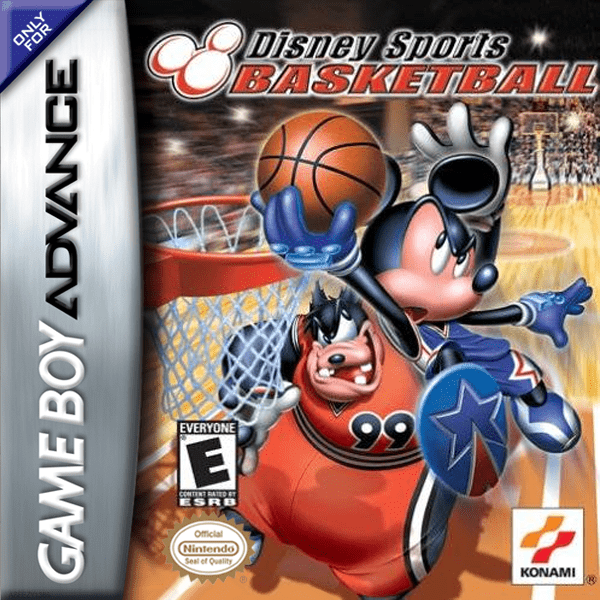 ONLY
FOR
GAME BOY ADVANCE
Disney Sports
BASKETBALL
99
EVERYONE
E
CONTENT RATED BY
ESRB
Official
Nintendo
Seal of Quality
KONAMI
®